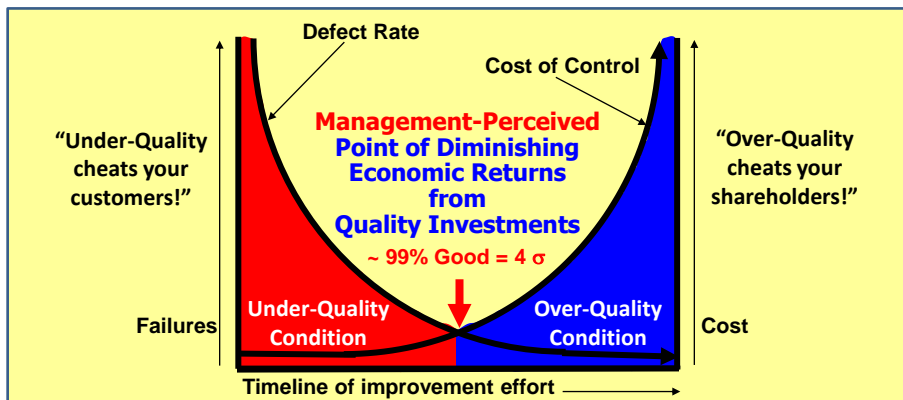 Defect Rate
Cost of Control
“Under-Quality
cheats your
customers!”
Management-Perceived
Point of Diminishing
Economic Returns
from
Quality Investments
~ 99% Good = 4 σ
“Over-Quality
cheats your
shareholders!”
Failures
Under-Quality
Condition
Over-Quality
Condition
Cost
Timeline of improvement effort